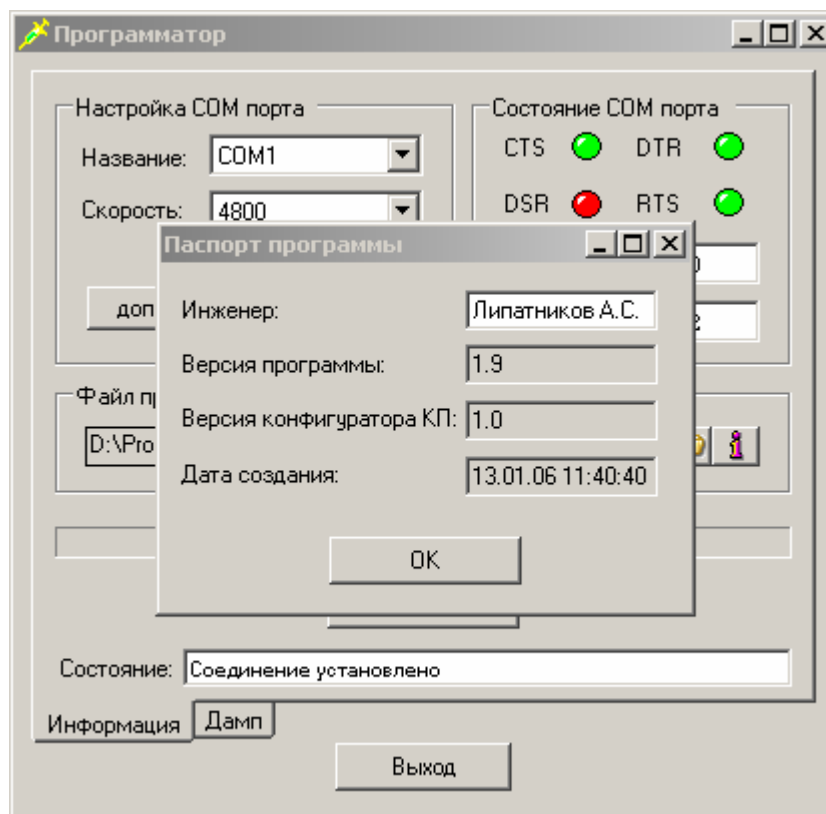 Программатор
Настройка COM порта
Состояние COM порта
Название: COM1
CTS DTR
Скорость: 4800
DSR RTS
Паспорт программы
Инженер: Липатников А.С.
Версия программы: 1.9
Версия конфигуратора КП: 1.0
D:\Pro
Дата создания: 13.01.06 11:40:40
OK
Состояние: Соединение установлено
Информация Дамп
Выход